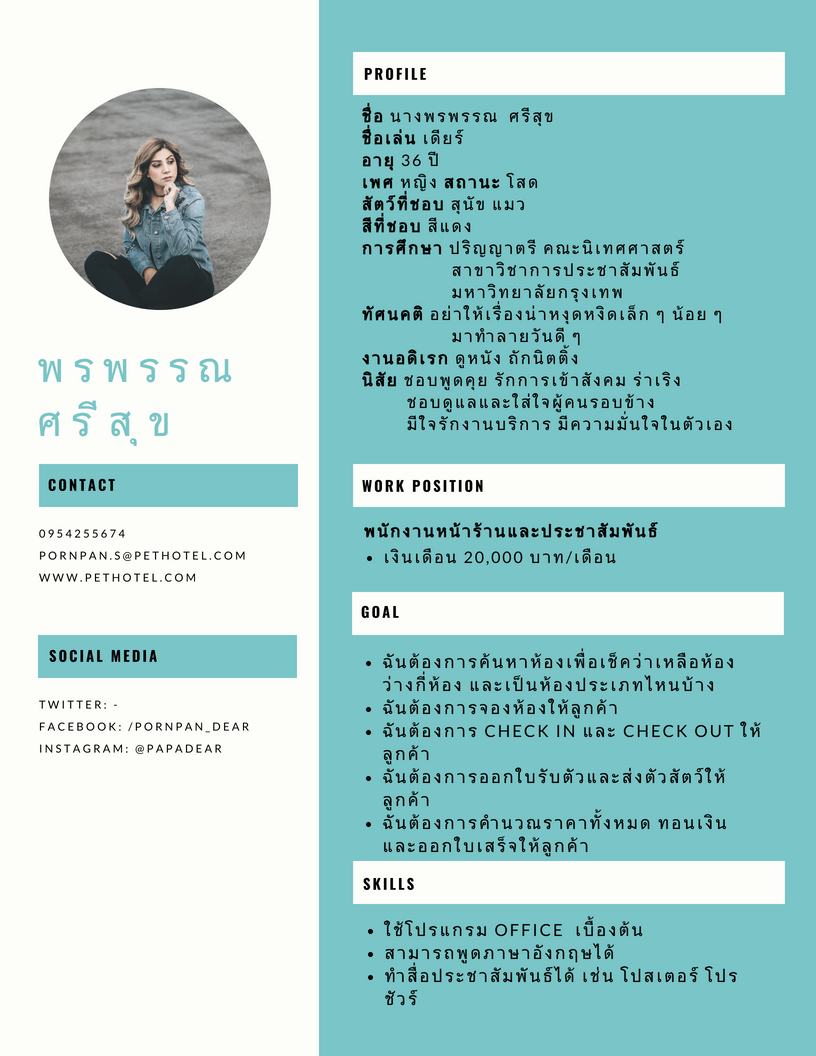 พรพรรณ
ศรีสุข
CONTACT
0954255674
PORNPAN.S@PETHOTEL.COM
WWW.PETHOTEL.COM
SOCIAL MEDIA
TWITTER: -
FACEBOOK: /PORNPAN_DEAR
INSTAGRAM: @PAPADEAR
PROFILE
ชื่อ นางพรพรรณ ศรีสุข
ชื่อเล่น เดียร์
อายุ 36 ปี
เพศ หญิง สถานะ โสด
สัตว์ที่ชอบ สุนัข แมว
สีที่ชอบ สีแดง
การศึกษา ปริญญาตรี คณะนิเทศศาสตร์
สาขาวิชาการประชาสัมพันธ์
มหาวิทยาลัยกรุงเทพ
ทัศนคติ อย่าให้เรื่องน่าหงุดหงิดเล็ก ๆ น้อย ๆ
มาทำลายวันดี ๆ
งานอดิเรก ดูหนัง ถักนิตติ้ง
นิสัย ชอบพูดคุย รักการเข้าสังคม ร่าเริง
ชอบดูแลและใส่ใจผู้คนรอบข้าง
มีใจรักงานบริการ มีความมั่นใจในตัวเอง
WORK POSITION
พนักงานหน้าร้านและประชาสัมพันธ์
• เงินเดือน 20,000 บาท/เดือน
GOAL
• ฉันต้องการค้นหาห้องเพื่อเช็คว่าเหลือห้อง
ว่างกี่ห้อง และเป็นห้องประเภทไหนบ้าง
• ฉันต้องการจองห้องให้ลูกค้า
• ฉันต้องการ CHECK IN และ CHECK OUT ให้
ลูกค้า
• ฉันต้องการออกใบรับตัวและส่งตัวสัตว์ให้
ลูกค้า
• ฉันต้องการคำนวณราคาทั้งหมด ทอนเงิน
และออกใบเสร็จให้ลูกค้า
SKILLS
• ใช้โปรแกรม OFFICE เบื้องต้น
• สามารถพูดภาษาอังกฤษได้
• ทำสื่อประชาสัมพันธ์ได้ เช่น โปสเตอร์ โปร
ชัวร์